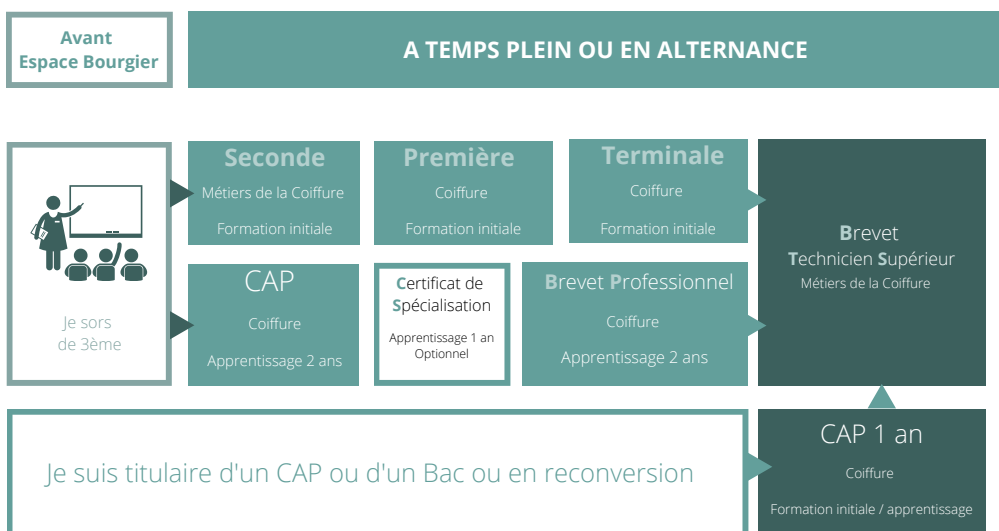 Avant
Espace Bourgier
A TEMPS PLEIN OU EN ALTERNANCE
Je sors
de 3ème
Seconde
Métiers de la Coiffure
Formation initiale
Première
Coiffure
Formation initiale
Terminale
Coiffure
Formation initiale
CAP
Coiffure
Apprentissage 2 ans
Certificat de
Spécialisation
Apprentissage 1 an
Optionnel
Brevet Professionnel
Coiffure
Apprentissage 2 ans
Brevet
Technicien Supérieur
Métiers de la Coiffure
Je suis titulaire d'un CAP ou d'un Bac ou en reconversion
CAP 1 an
Coiffure
Formation initiale / apprentissage